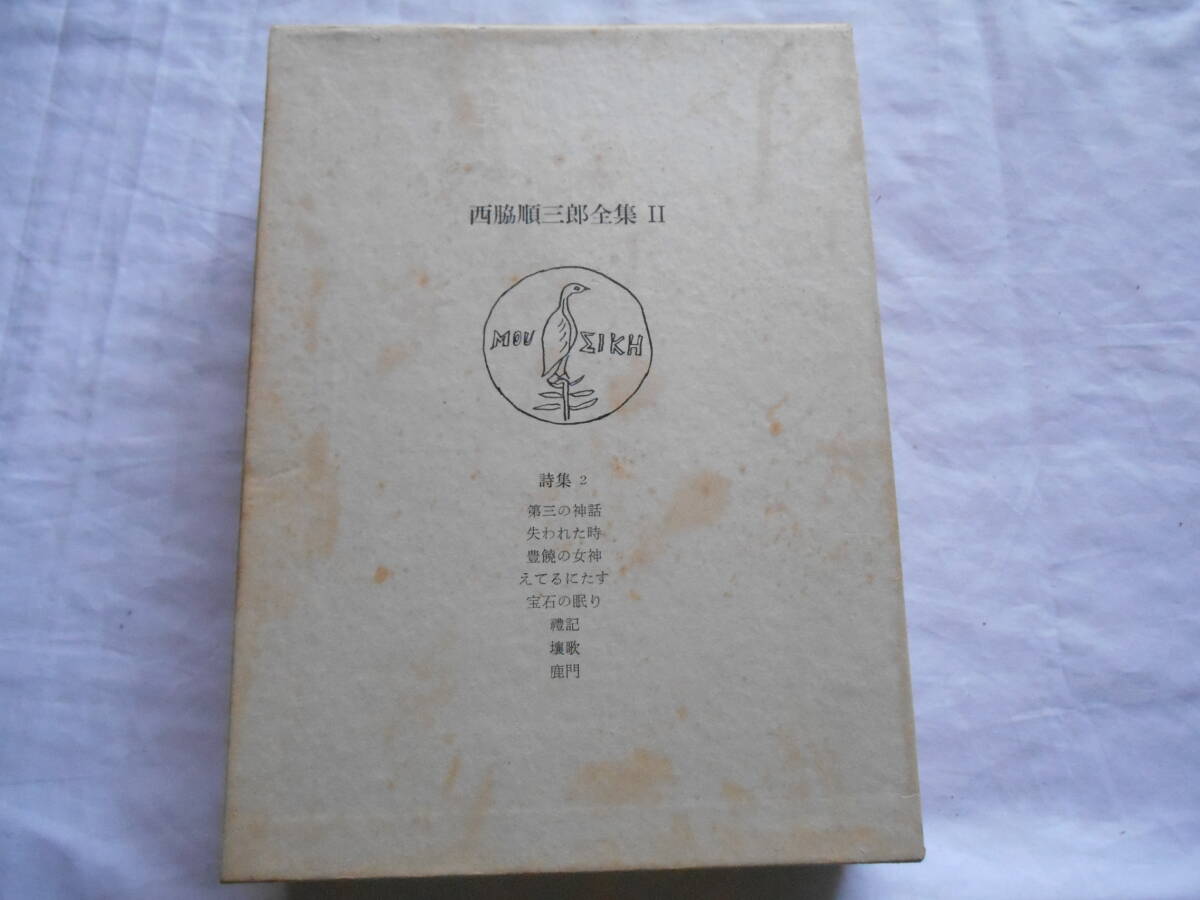 西脇順三郎全集 II
ΜΟΥ ΣΙΚΗ
詩集 2
第三の神話
失われた時
豊饒の女神
えてるにたす
宝石の眠り
禮記
壤歌
鹿門